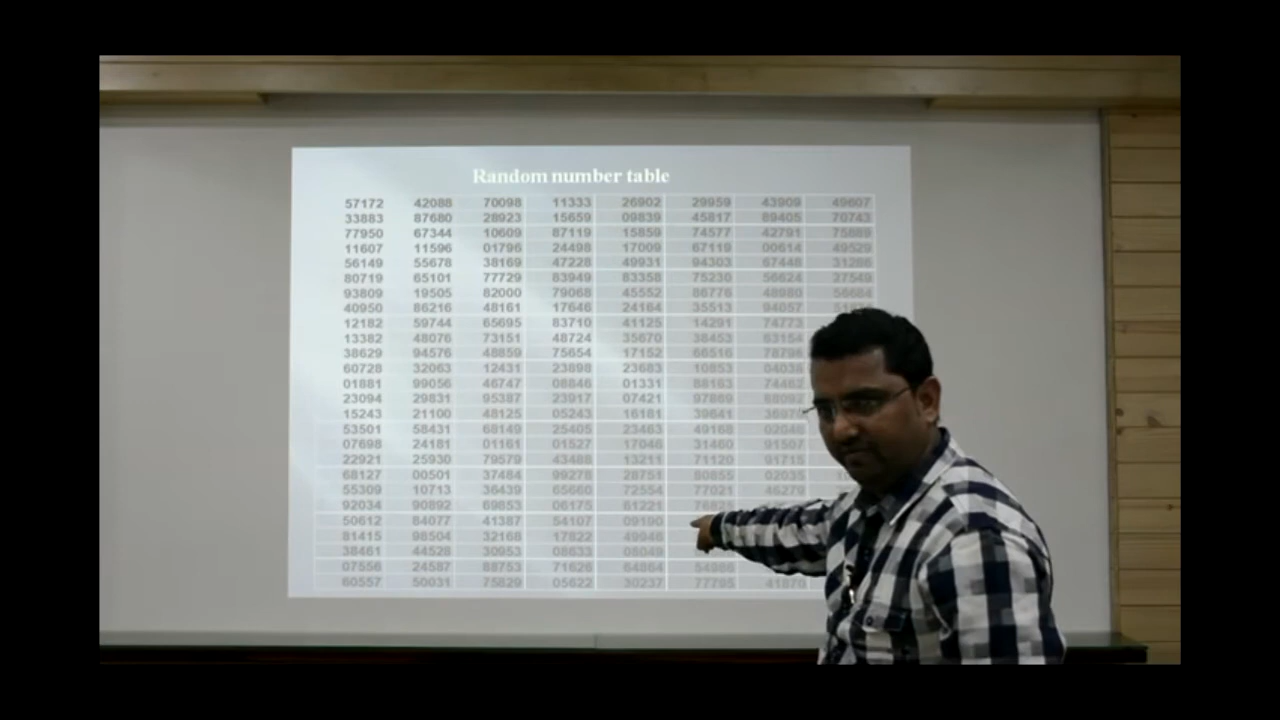 Random number table
57172 42088 70098 11333 26902 29959 43909 49607
33883 87680 28923 15659 09839 45817 89405 70743
77950 67344 10609 87119 15859 74577 42791 75889
11607 11596 01796 24498 17009 67119 00614 49529
56149 55678 38169 47228 49931 94303 67448 31286
80719 65101 77729 83949 83358 75230 56624 27549
93809 19505 82000 79068 45552 86776 48980 56684
40950 86216 48161 17646 24164 35513 94057
12182 59744 65695 83710 41125 14291 74773
13382 48076 73151 48724 35670 38453 63154
38629 94576 48859 75654 17152 66516 78796
60728 32063 12431 23898 23683 10853 04038
01881 99056 46747 08846 01331 88163 74462
23094 29831 95387 23917 07421 97869 88092
15243 21100 48125 05243 16181 39641
53501 58431 68149 25405 23463 49168
07698 24181 01161 01527 17046 31460 91507
22921 25930 79579 43488 13211 71120 91715
68127 00501 37484 99278 28751 80855 02035
55309 10713 36439 65660 72554 77021 46279
92034 90892 69853 06175 61221
50612 84077 41387 54107 09190
81415 98504 32168 17822 49946
38461 44528 30953 08633 08049
07556 24587 88753 71626 64864 54986
60557 50031 75829 05622 30237 77795 41870